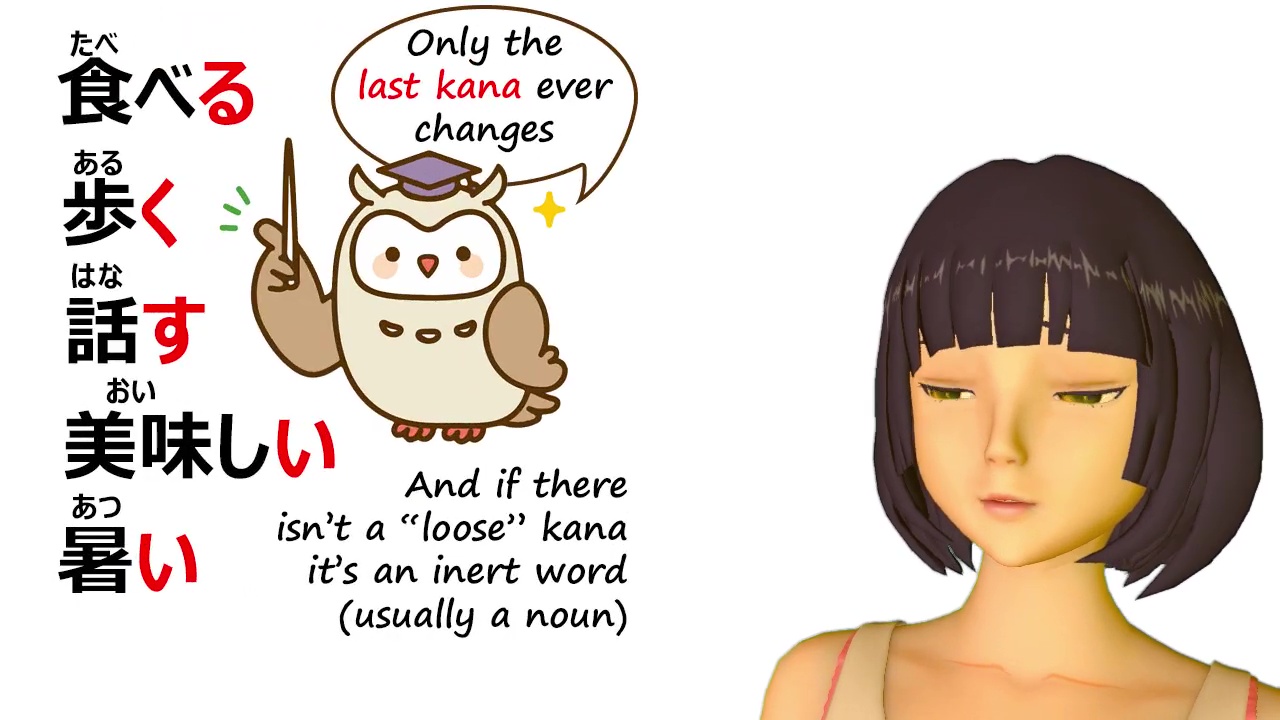 たべ
食べる
ある
歩く
はな
話す
おい
美味しい
あつ
暑い
Only the
last kana ever
changes
And if there
isn't a “loose” kana
it's an inert word
(usually a noun)